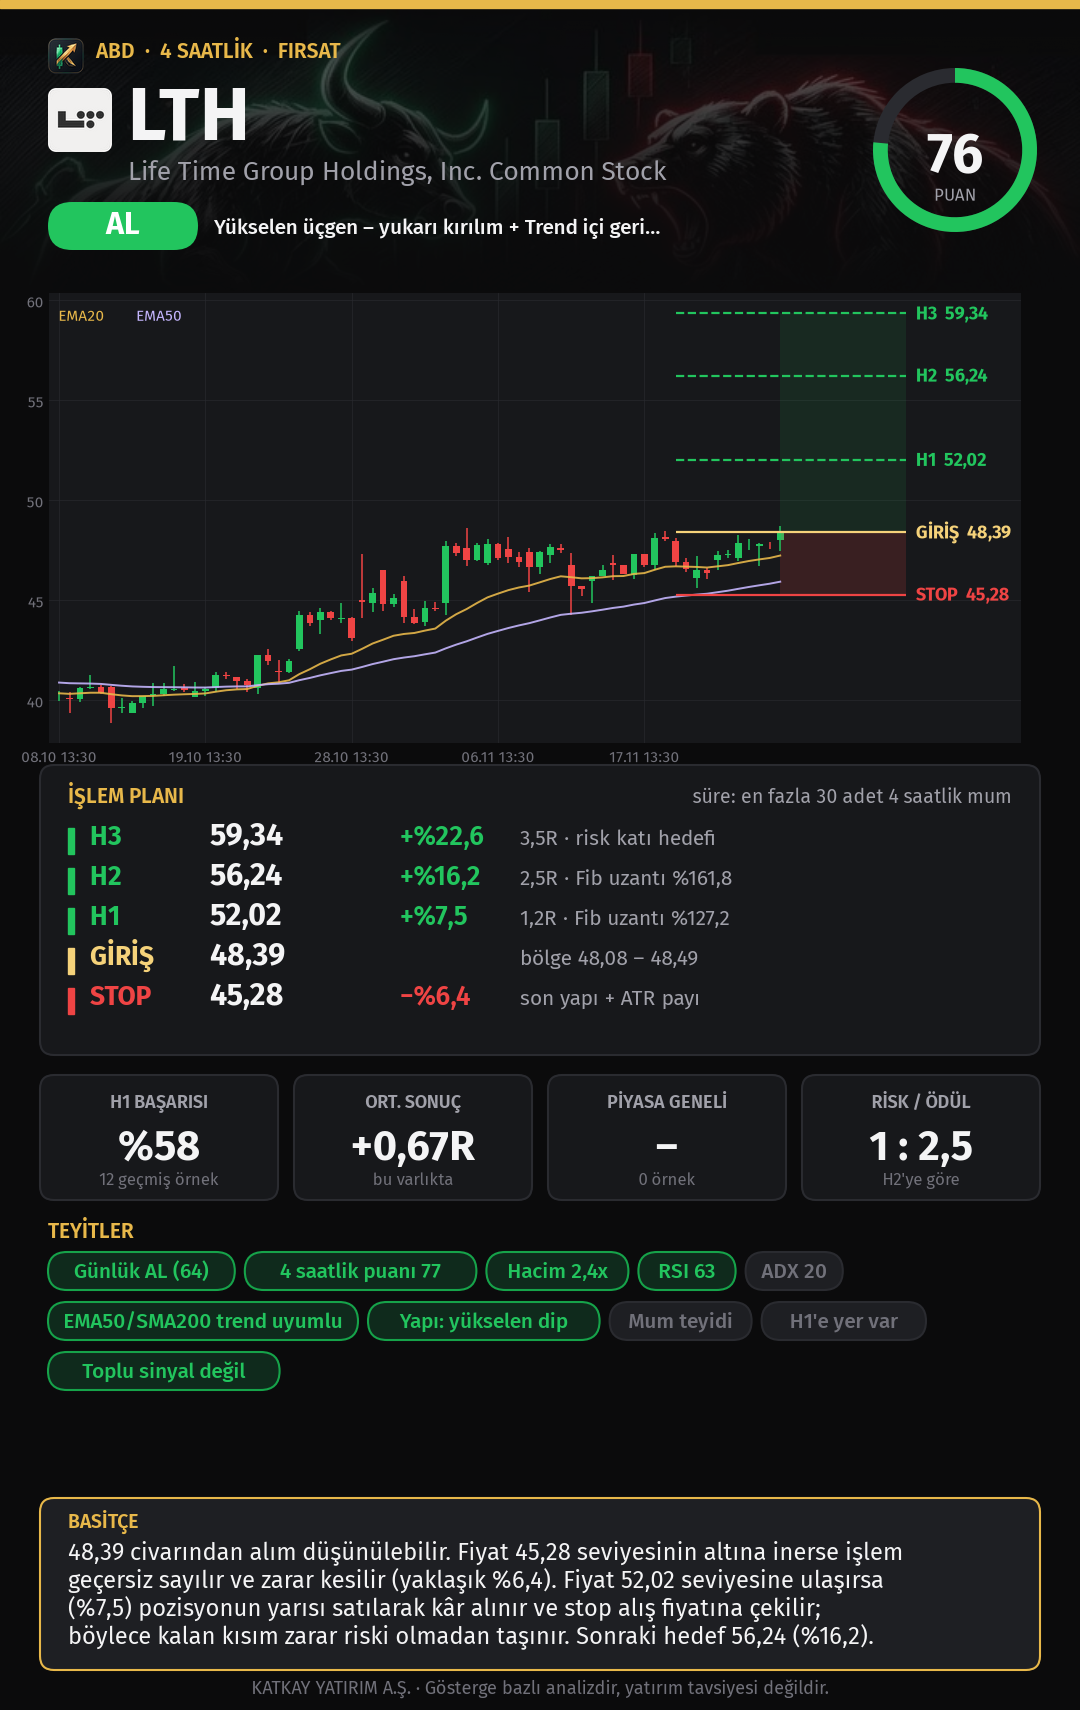 ABD · 4 SAATLİK · FIRSAT
LTH
Life Time Group Holdings, Inc. Common Stock
76
PUAN
AL
Yükselen üçgen – yukarı kırılım + Trend içi geri...
EMA20 EMA50
60
55
50
45
40
H3 59,34
H2 56,24
H1 52,02
GİRİŞ 48,39
STOP 45,28
08.10 13:30 19.10 13:30 28.10 13:30 06.11 13:30 17.11 13:30
İŞLEM PLANI süre: en fazla 30 adet 4 saatlik mum
H3 59,34 +%22,6 3,5R · risk katı hedefi
H2 56,24 +%16,2 2,5R · Fib uzantı %161,8
H1 52,02 +%7,5 1,2R · Fib uzantı %127,2
GİRİŞ 48,39 bölge 48,08 – 48,49
STOP 45,28 −%6,4 son yapı + ATR payı
H1 BAŞARISI
%58
12 geçmiş örnek
ORT. SONUÇ
+0,67R
bu varlıkta
PİYASA GENELİ
–
0 örnek
RİSK / ÖDÜL
1 : 2,5
H2'ye göre
TEYİTLER
Günlük AL (64) 4 saatlik puanı 77 Hacim 2,4x RSI 63 ADX 20
EMA50/SMA200 trend uyumlu Yapı: yükselen dip Mum teyidi H1'e yer var
Toplu sinyal değil
BASİTÇE
48,39 civarından alım düşünülebilir. Fiyat 45,28 seviyesinin altına inerse işlem
geçersiz sayılır ve zarar kesilir (yaklaşık %6,4). Fiyat 52,02 seviyesine ulaşırsa
(%7,5) pozisyonun yarısı satılarak kâr alınır ve stop alış fiyatına çekilir;
böylece kalan kısım zarar riski olmadan taşınır. Sonraki hedef 56,24 (%16,2).
KATKAY YATIRIM A.Ş. · Gösterge bazlı analizdir, yatırım tavsiyesi değildir.